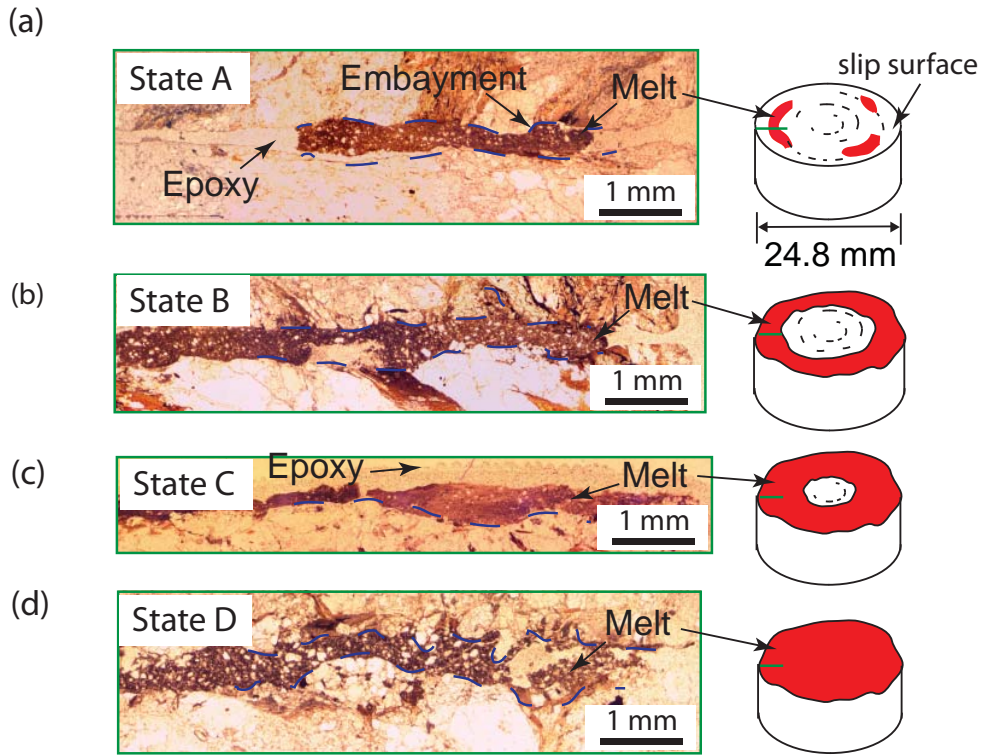 (a)
State A
Embayment
Melt
slip surface
Epoxy
1 mm
24.8 mm
(b)
State B
Melt
1 mm
(c)
State C
Epoxy
Melt
1 mm
(d)
State D
Melt
1 mm